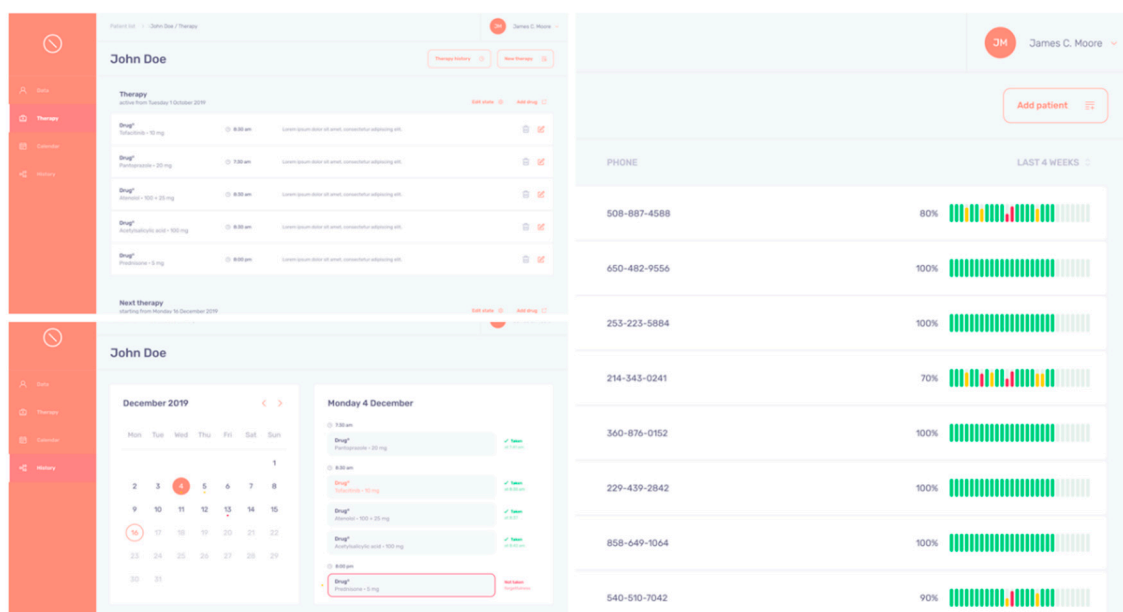 Patient list > John Doe / Therapy
JM James C. Moore
John Doe
Therapy history
New therapy
Data
Therapy
Calendar
History
Therapy
active from Tuesday 1 October 2019
Edit state
Add drug
Drug®
Tofacitinib - 10 mg
8:00 am
Lorem ipsum dolor sit amet, consectetur adipiscing elit.
Drug®
Pantoprazole - 20 mg
7:00 am
Lorem ipsum dolor sit amet, consectetur adipiscing elit.
Drug®
Atenolol - 100 + 25 mg
8:00 am
Lorem ipsum dolor sit amet, consectetur adipiscing elit.
Drug®
Acetylsalicylic acid - 100 mg
8:00 am
Lorem ipsum dolor sit amet, consectetur adipiscing elit.
Drug®
Prednisone - 5 mg
8:00 pm
Lorem ipsum dolor sit amet, consectetur adipiscing elit.
Next therapy
starting from Monday 16 December 2019
Edit state
Add drug
John Doe
Data
Therapy
Calendar
History
December 2019
Mon Tue Wed Thu Fri Sat Sun
1
2 3 4 5 6 7 8
9 10 11 12 13 14 15
16 17 18 19 20 21 22
23 24 25 26 27 28 29
30 31
Monday 4 December
7:00 am
Drug®
Pantoprazole - 20 mg
Taken
8:00 am
Drug®
Tofacitinib - 10 mg
Taken
Drug®
Atenolol - 100 + 25 mg
Taken
Drug®
Acetylsalicylic acid - 100 mg
Taken
8:00 pm
Drug®
Prednisone - 5 mg
Not taken
JM James C. Moore
Add patient
PHONE LAST 4 WEEKS
508-887-4588 80%
650-482-9556 100%
253-223-5884 100%
214-343-0241 70%
360-876-0152 100%
229-439-2842 100%
858-649-1064 100%
540-510-7042 90%